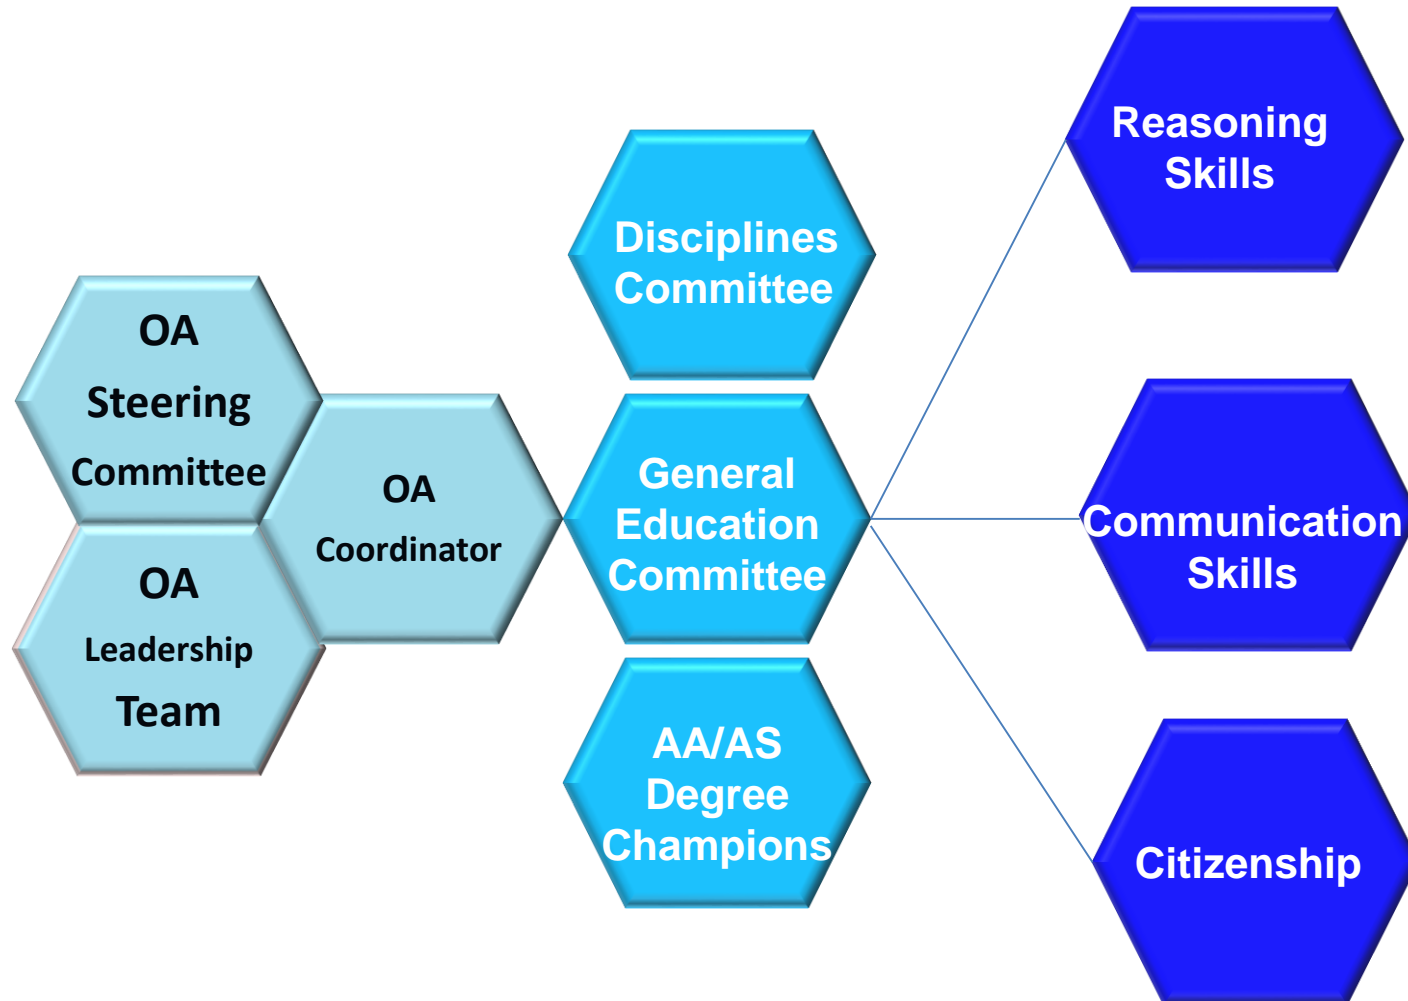 OA
Steering
Committee
OA
Leadership
Team
OA
Coordinator
Disciplines
Committee
General
Education
Committee
AA/AS
Degree
Champions
Reasoning
Skills
Communication
Skills
Citizenship